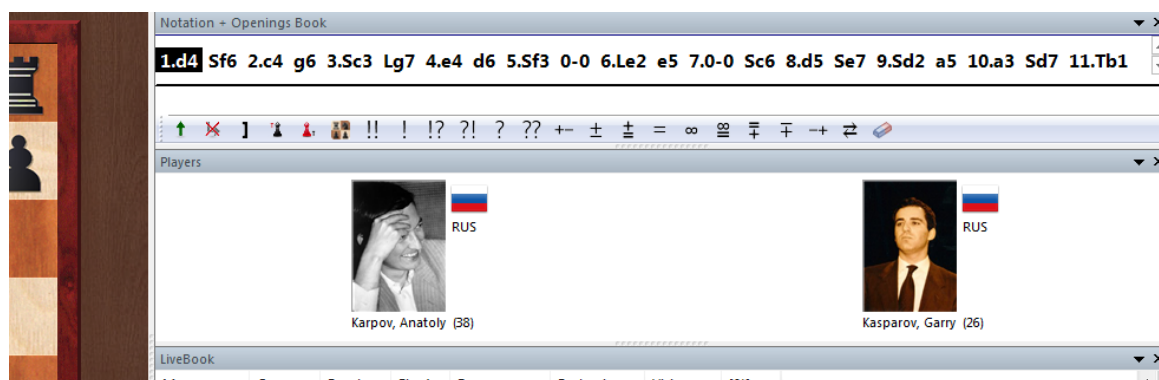 Notation + Openings Book
1.d4 Sf6 2.c4 g6 3.Sc3 Lg7 4.e4 d6 5.Sf3 0-0 6.Le2 e5 7.0-0 Sc6 8.d5 Se7 9.Sd2 a5 10.a3 Sd7 11.Tb1
] !! ! !? ?! ? ?? +− ± ⩲ = ∞ ⩱ ∓ −+
Players
RUS
RUS
Karpov, Anatoly (38)
Kasparov, Garry (26)
LiveBook